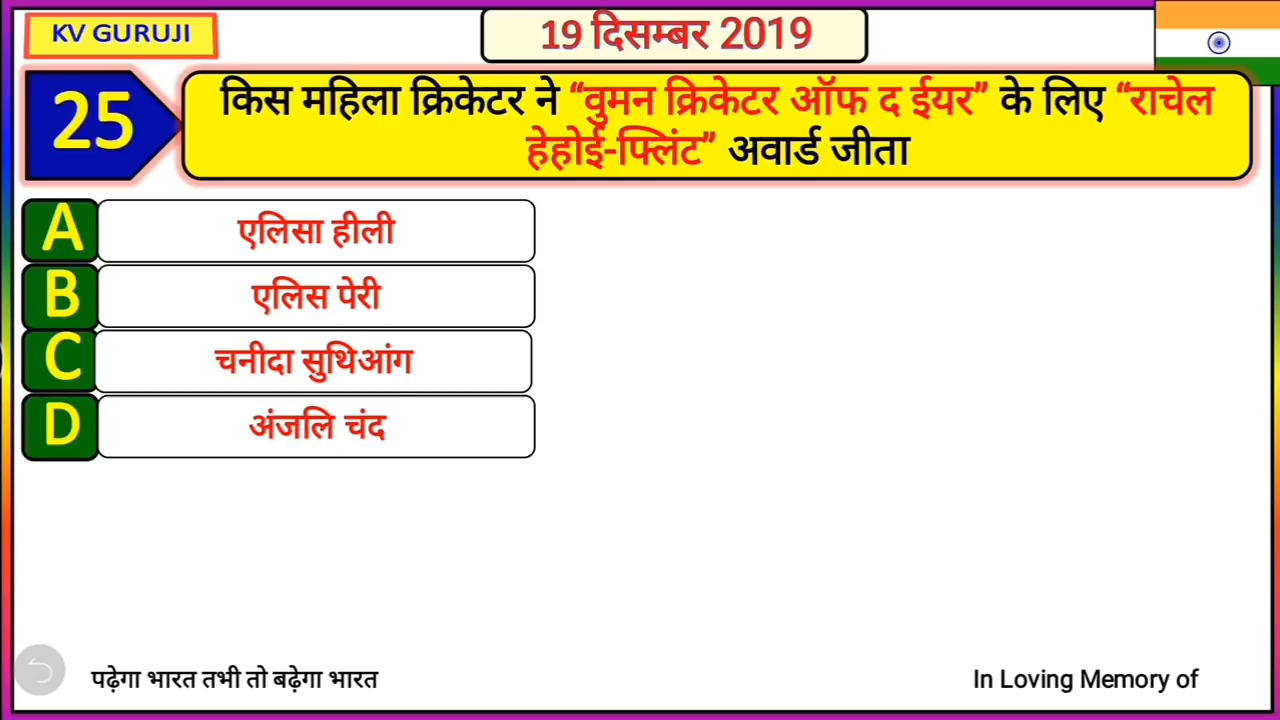 KV GURUJI
19 दिसम्बर 2019
25
किस महिला क्रिकेटर ने “वुमन क्रिकेटर ऑफ द ईयर” के लिए “राचेल
हेहोई-फ्लिंट” अवार्ड जीता
A एलिसा हीली
B एलिस पेरी
C चनीदा सुथिआंग
D अंजलि चंद
पढ़ेगा भारत तभी तो बढ़ेगा भारत
In Loving Memory of